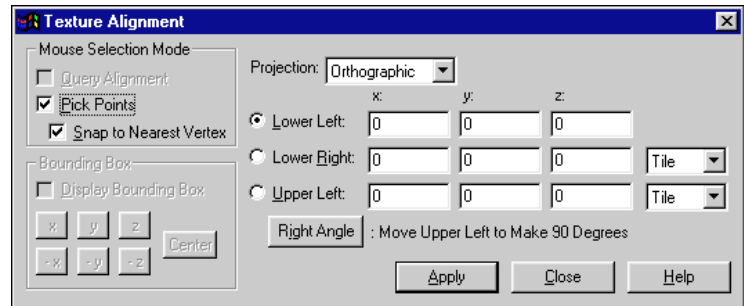 Texture Alignment
Mouse Selection Mode
Query Alignment
Pick Points
Snap to Nearest Vertex
Bounding Box
Display Bounding Box
x y z
Center
-x -y -z
Projection: Orthographic
x: y: z:
Lower Left: 0 0 0
Lower Right: 0 0 0 Tile
Upper Left: 0 0 0 Tile
Right Angle : Move Upper Left to Make 90 Degrees
Apply Close Help